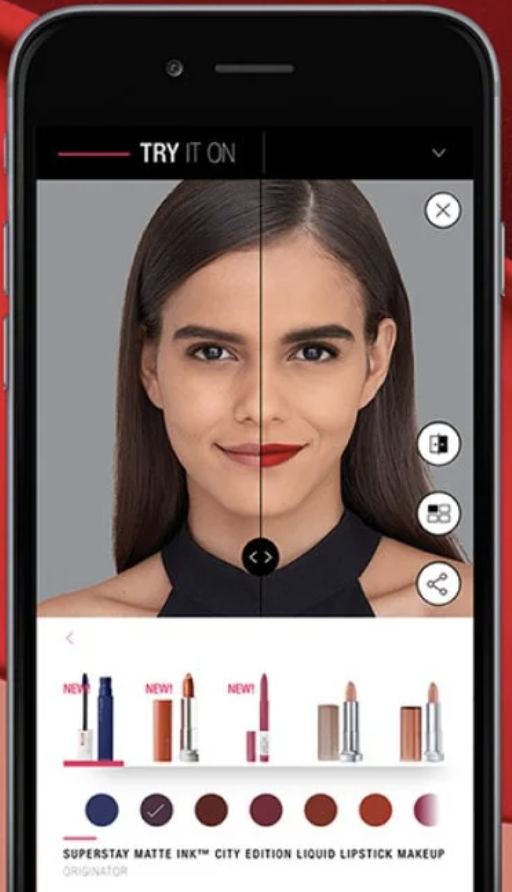 TRY IT ON
NEW! NEW! NEW!
SUPERSTAY MATTE INK™ CITY EDITION LIQUID LIPSTICK MAKEUP
ORIGINATOR